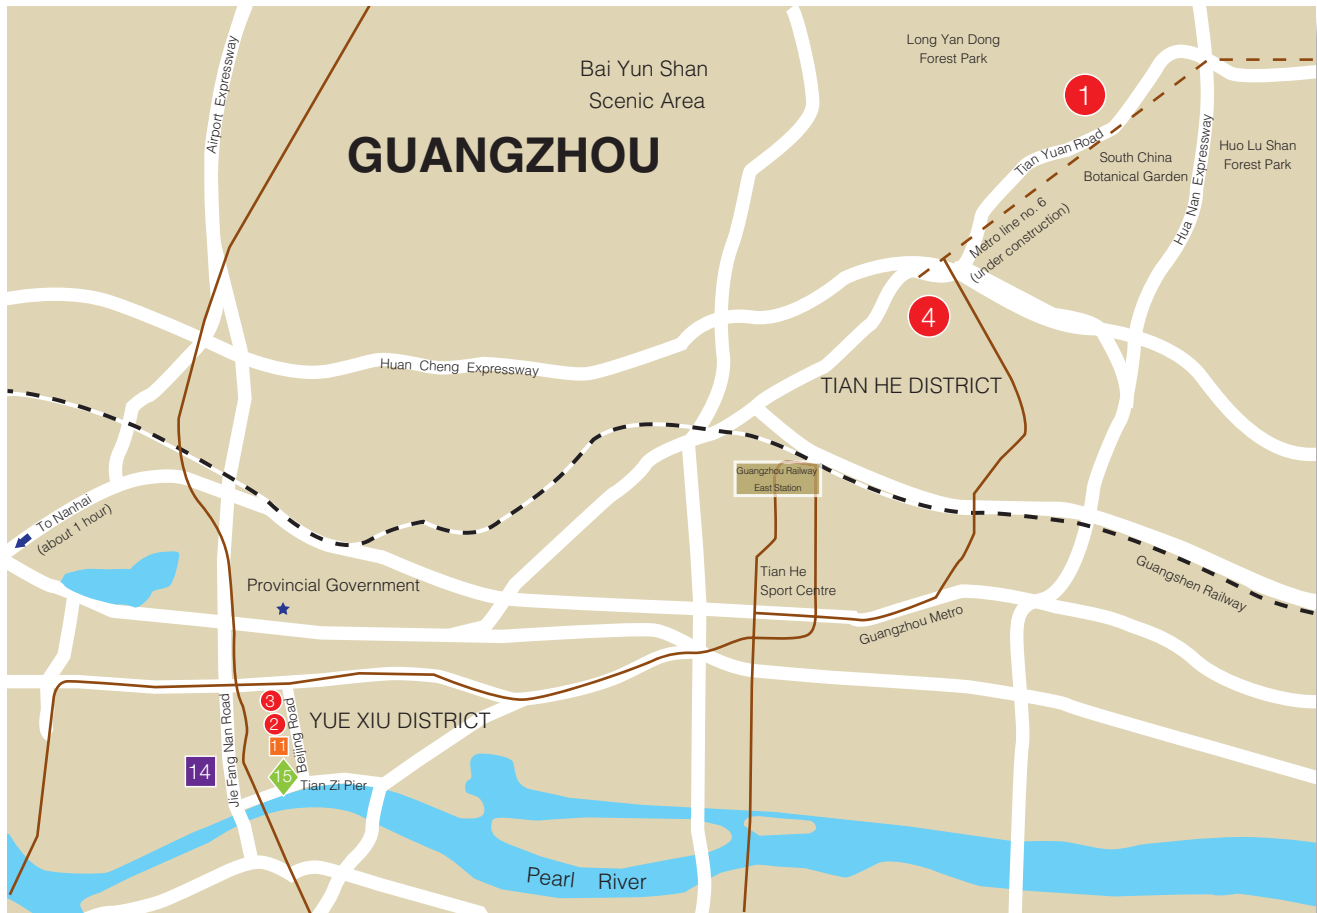 Long Yan Dong
Forest Park
Airport Expressway
Bai Yun Shan
Scenic Area
1
GUANGZHOU
Tian Yuan Road
South China
Botanical Garden
Hua Nan Expressway
Huo Lu Shan
Forest Park
Metro line no. 6
(under construction)
4
Huan Cheng Expressway
TIAN HE DISTRICT
Guangzhou Railway
East Station
To Nanhai
(about 1 hour)
Provincial Government
Tian He
Sport Centre
Guangshen Railway
Guangzhou Metro
3
2
11
15
14
Jie Fang Nan Road
Beijing Road
YUE XIU DISTRICT
Tian Zi Pier
Pearl River